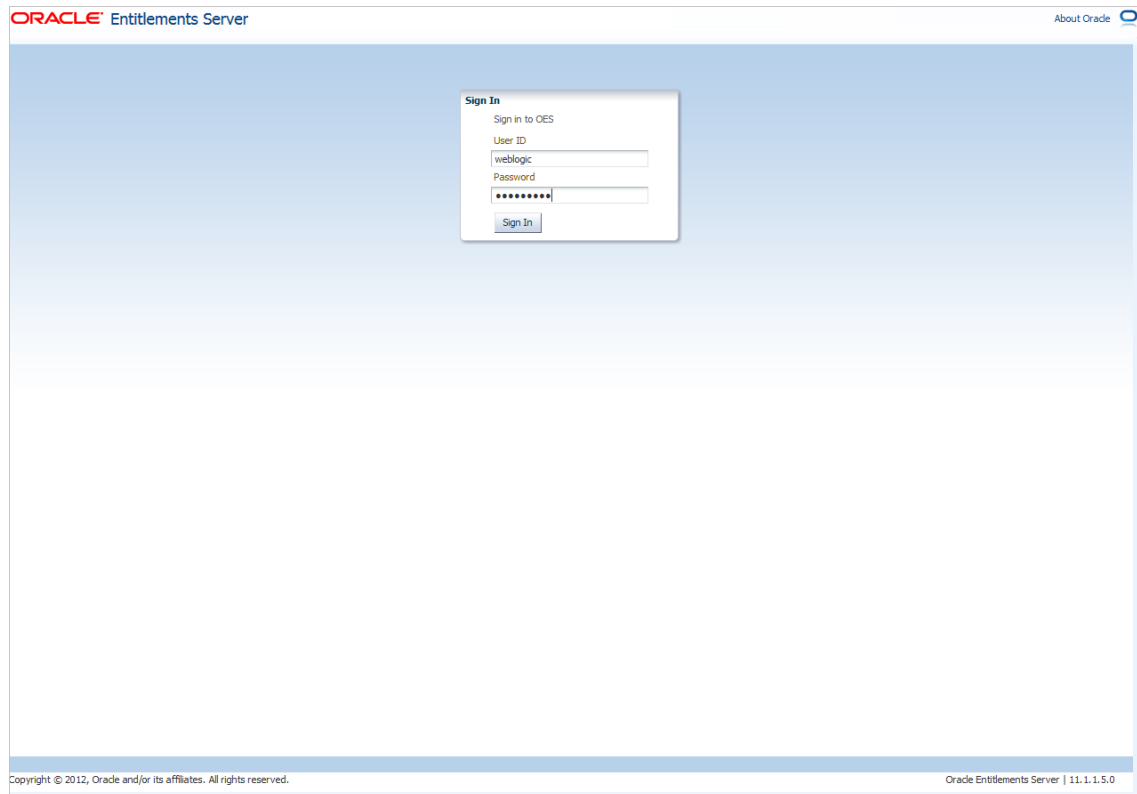 ORACLE Entitlements Server
About Oracle
Sign In
Sign in to OES
User ID
weblogic
Password
•••••••••
Sign In
Copyright © 2012, Oracle and/or its affiliates. All rights reserved.
Oracle Entitlements Server | 11.1.1.5.0